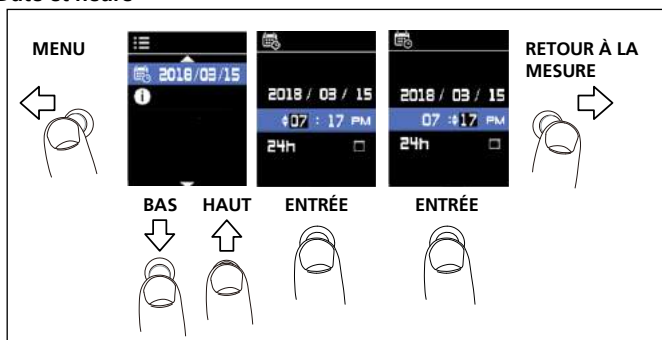 Date et heure
MENU
2018/03/15
2018 / 03 / 15
07 : 17 PM
24h
2018 / 03 / 15
07 : 17 PM
24h
RETOUR À LA
MESURE
BAS
HAUT
ENTRÉE
ENTRÉE